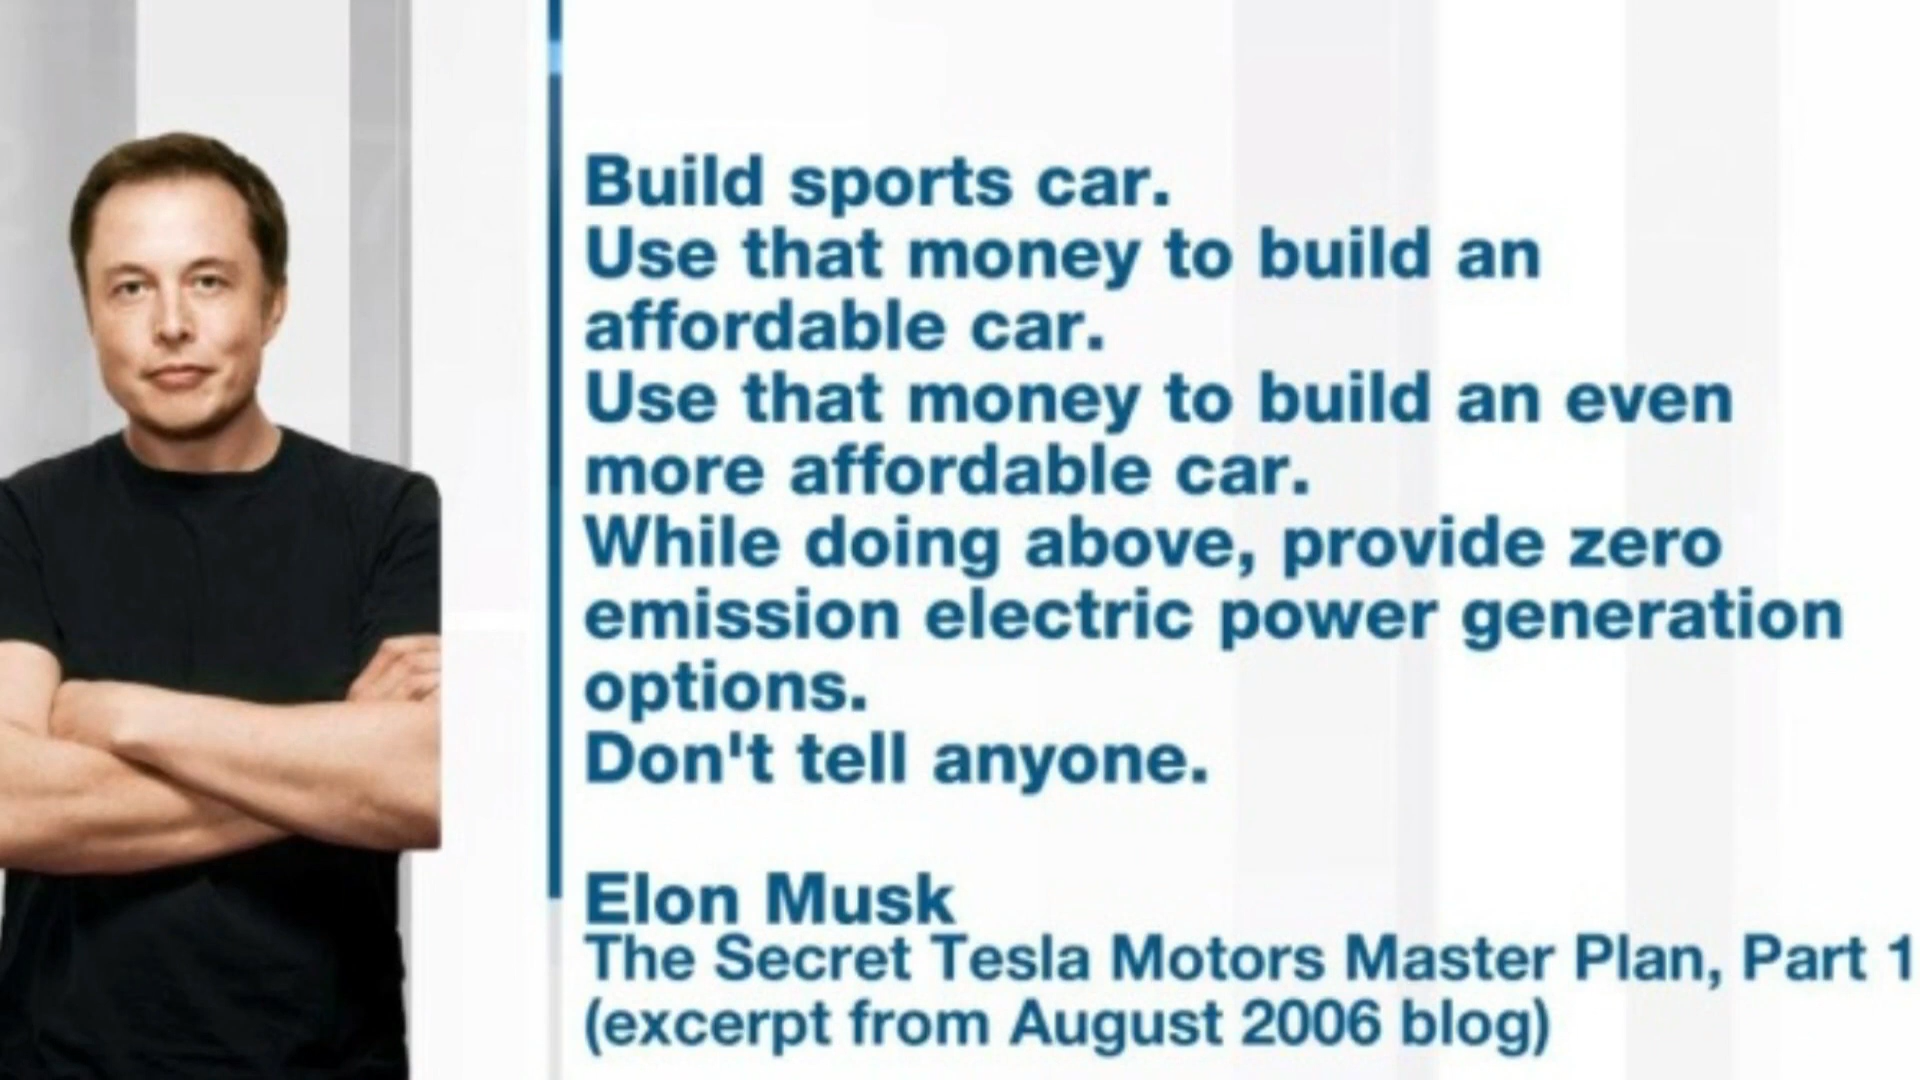 Build sports car.
Use that money to build an
affordable car.
Use that money to build an even
more affordable car.
While doing above, provide zero
emission electric power generation
options.
Don't tell anyone.
Elon Musk
The Secret Tesla Motors Master Plan, Part 1
(excerpt from August 2006 blog)